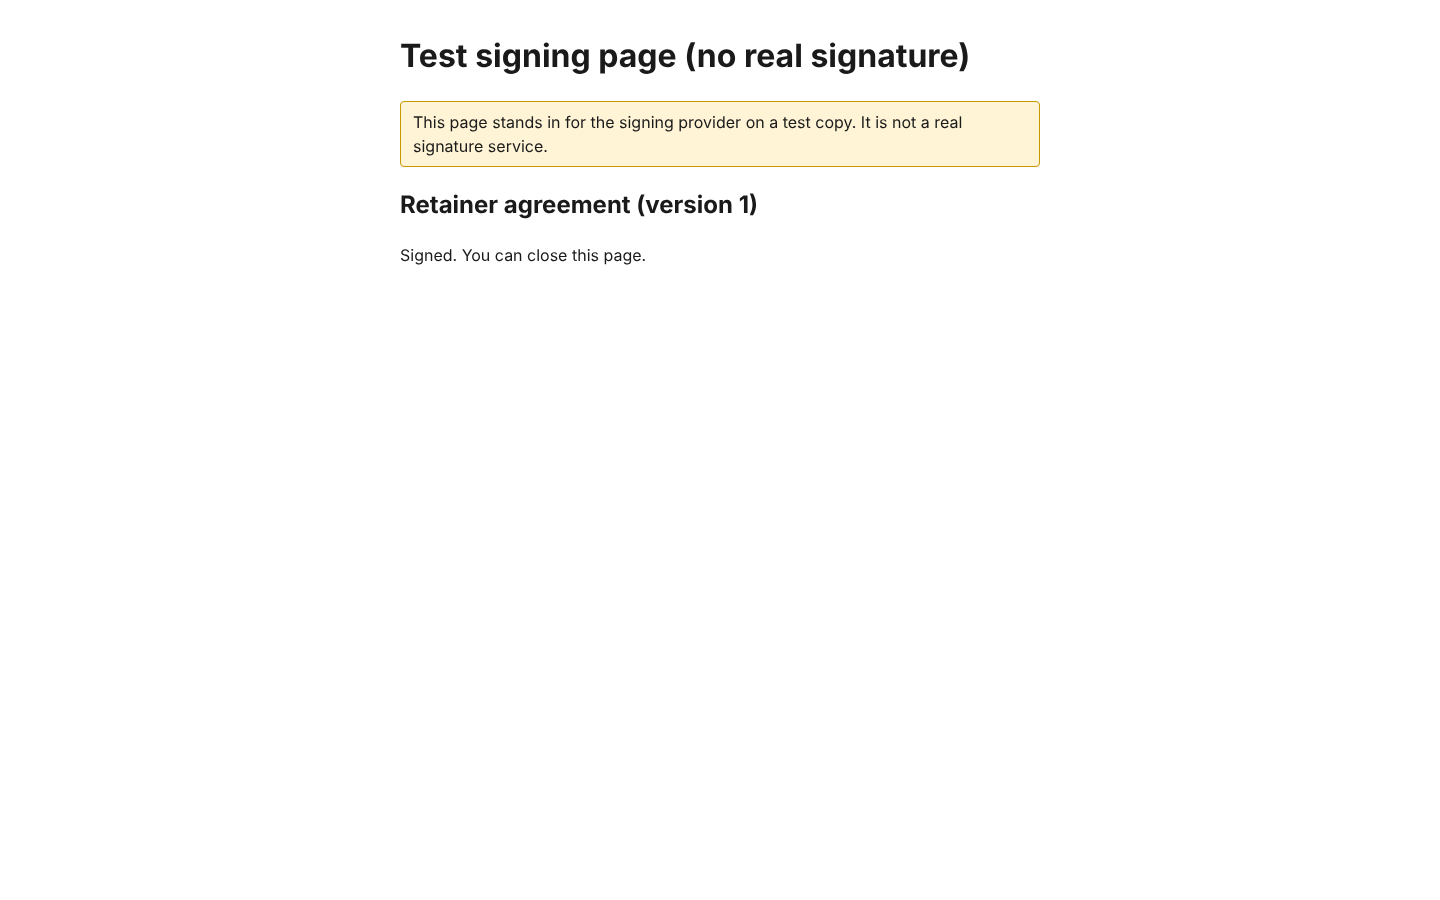 Test signing page (no real signature)
This page stands in for the signing provider on a test copy. It is not a real
signature service.
Retainer agreement (version 1)
Signed. You can close this page.